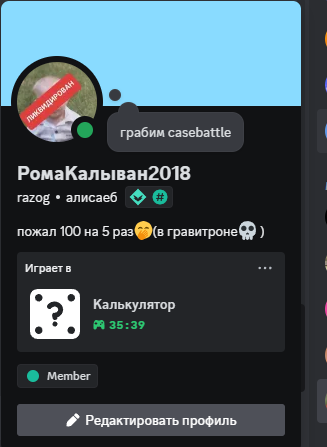 ЛИКВИДИРОВАН
грабим casebattle
РомаКалыван2018
razog • алисаеб
пожал 100 на 5 раз🤭(в гравитроне💀 )
Играет в
Калькулятор
35:39
Member
Редактировать профиль